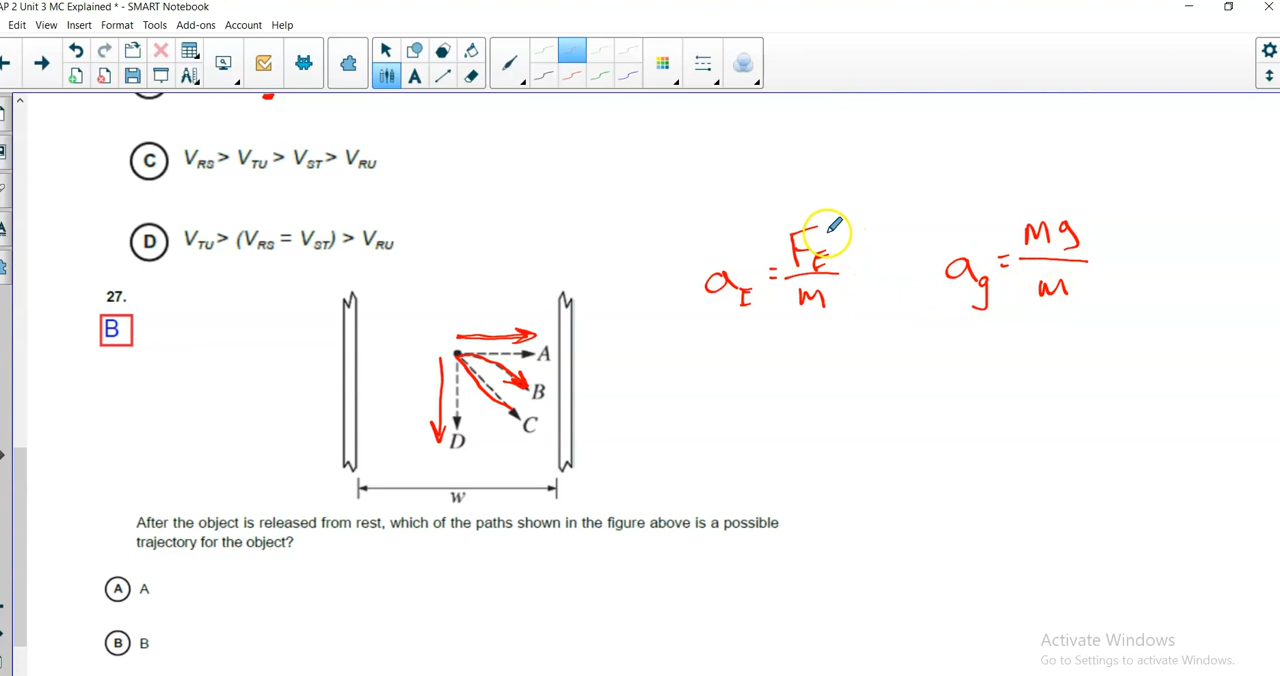 AP 2 Unit 3 MC Explained * - SMART Notebook
Edit View Insert Format Tools Add-ons Account Help
A
C V_RS > V_TU > V_ST > V_RU
D V_TU > (V_RS = V_ST) > V_RU
a_E = F_E / m
a_g = Mg / m
27.
B
A
B
C
D
w
After the object is released from rest, which of the paths shown in the figure above is a possible
trajectory for the object?
A A
B B
Activate Windows
Go to Settings to activate Windows.